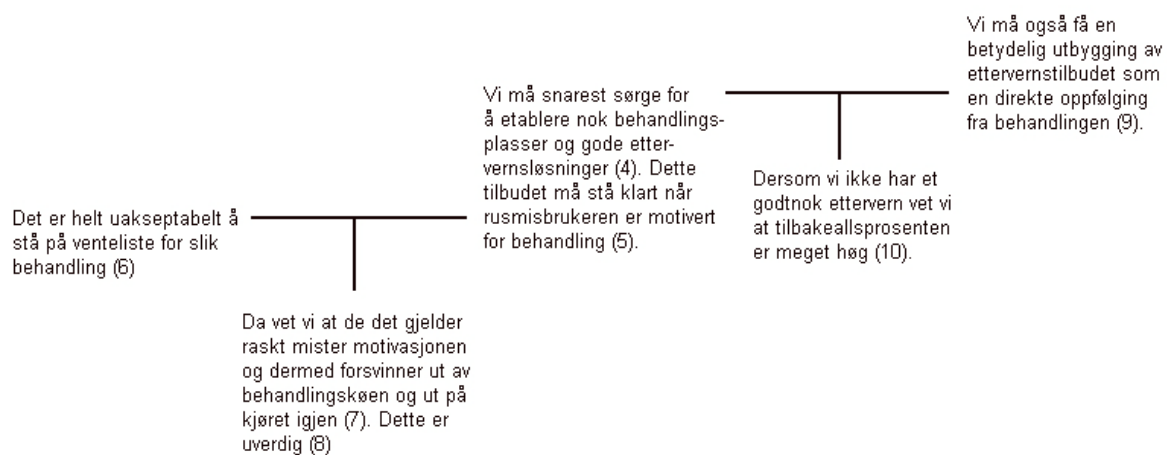 Det er helt uakseptabelt å
stå på venteliste for slik
behandling (6)
Da vet vi at de det gjelder
raskt mister motivasjonen
og dermed forsvinner ut av
behandlingskøen og ut på
kjøret igjen (7). Dette er
uverdig (8)
Vi må snarest sørge for
å etablere nok behandlings-
plasser og gode etter-
vernsløsninger (4). Dette
tilbudet må stå klart når
rusmisbrukeren er motivert
for behandling (5).
Dersom vi ikke har et
godtnok ettervern vet vi
at tilbakeallsprosenten
er meget høg (10).
Vi må også få en
betydelig utbygging av
ettervernstilbudet som
en direkte oppfølging
fra behandlingen (9).